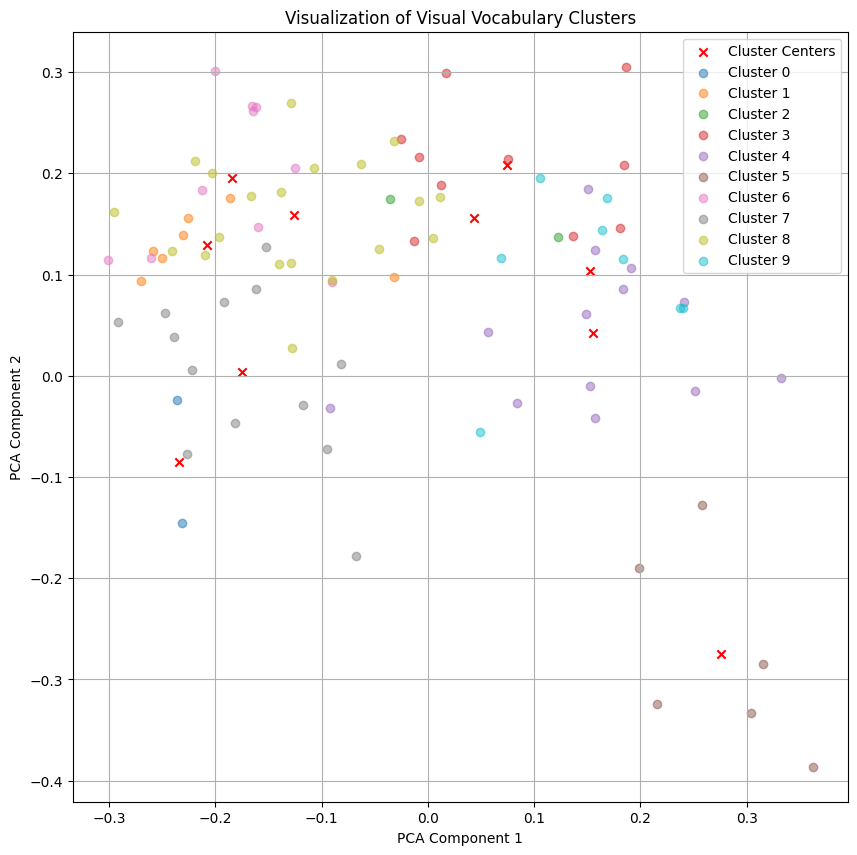 Visualization of Visual Vocabulary Clusters
Cluster Centers
Cluster 0
Cluster 1
Cluster 2
Cluster 3
Cluster 4
Cluster 5
Cluster 6
Cluster 7
Cluster 8
Cluster 9
PCA Component 2
0.3
0.2
0.1
0.0
−0.1
−0.2
−0.3
−0.4
−0.3
−0.2
−0.1
0.0
0.1
0.2
0.3
PCA Component 1